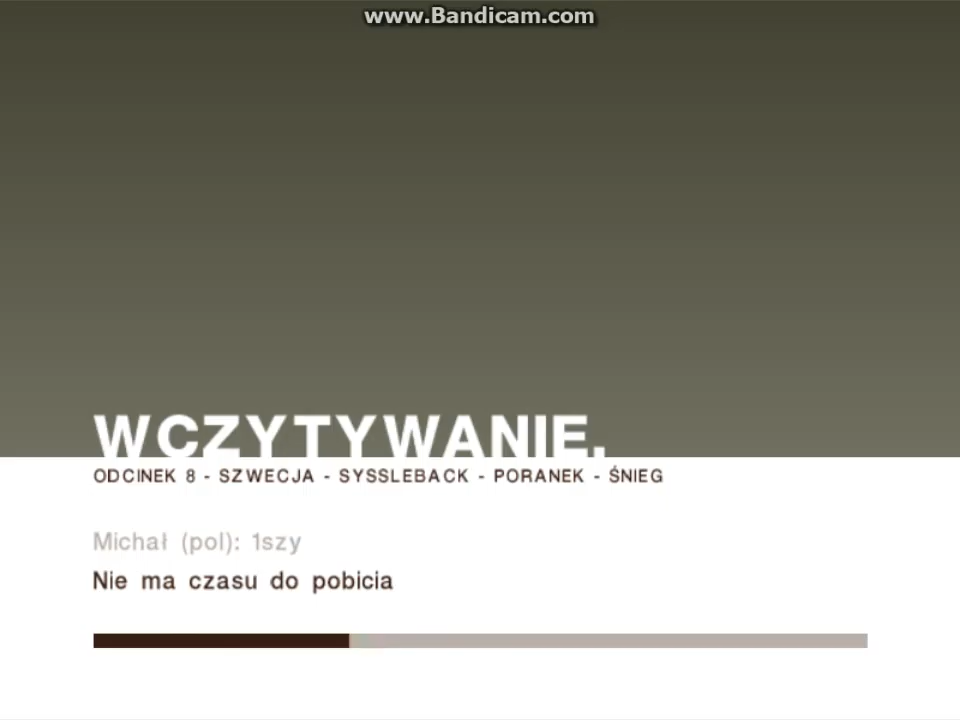 www.Bandicam.com
WCZYTYWANIE.
ODCINEK 8 - SZWECJA - SYSSLEBACK - PORANEK - ŚNIEG
Michał (pol): 1szy
Nie ma czasu do pobicia